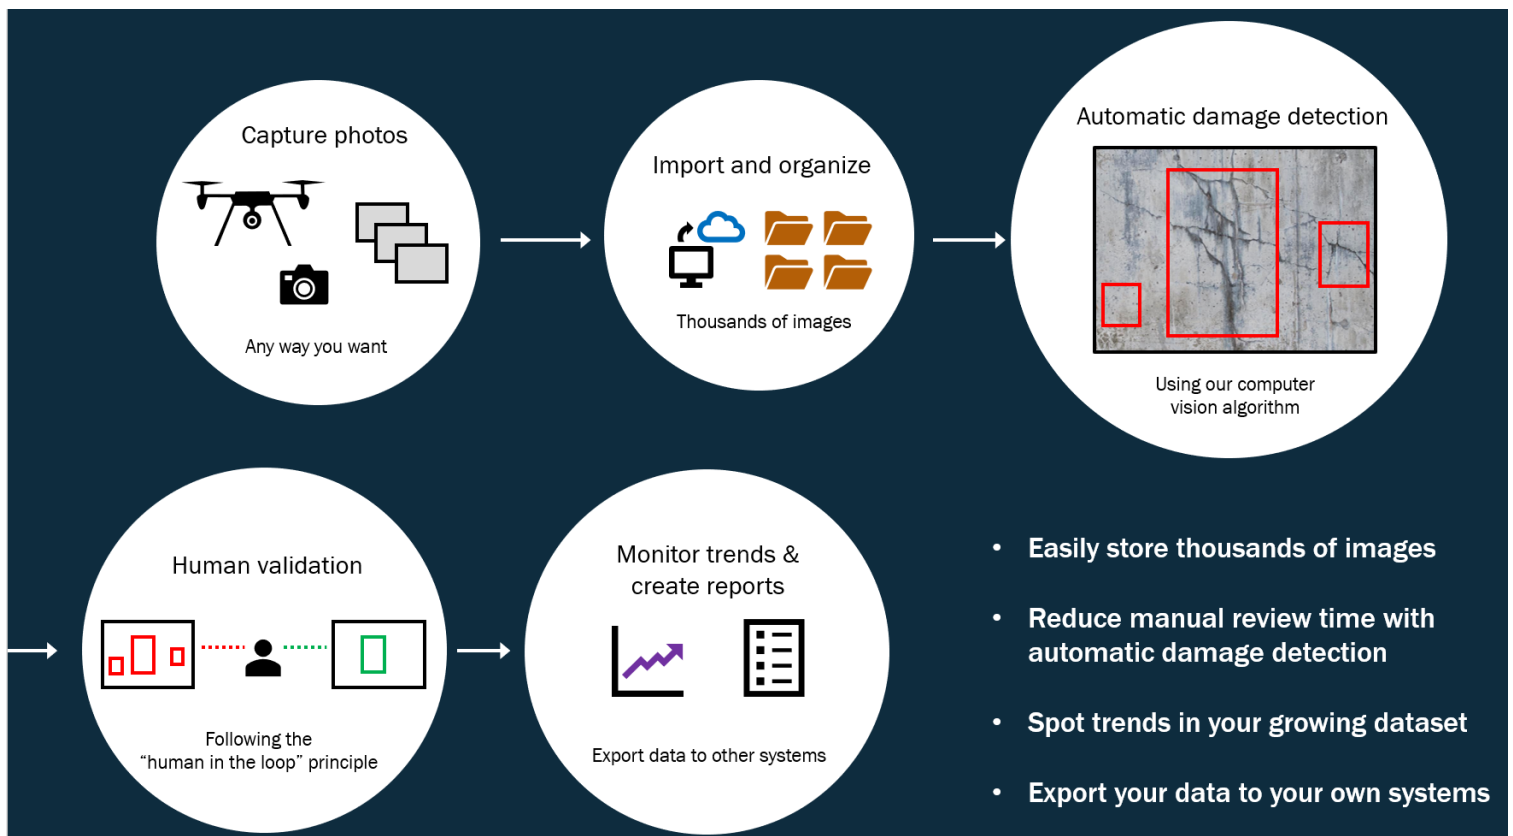 Capture photos
Any way you want
Import and organize
Thousands of images
Automatic damage detection
Using our computer
vision algorithm
Human validation
Following the
“human in the loop” principle
Monitor trends &
create reports
Export data to other systems
• Easily store thousands of images
• Reduce manual review time with
automatic damage detection
• Spot trends in your growing dataset
• Export your data to your own systems